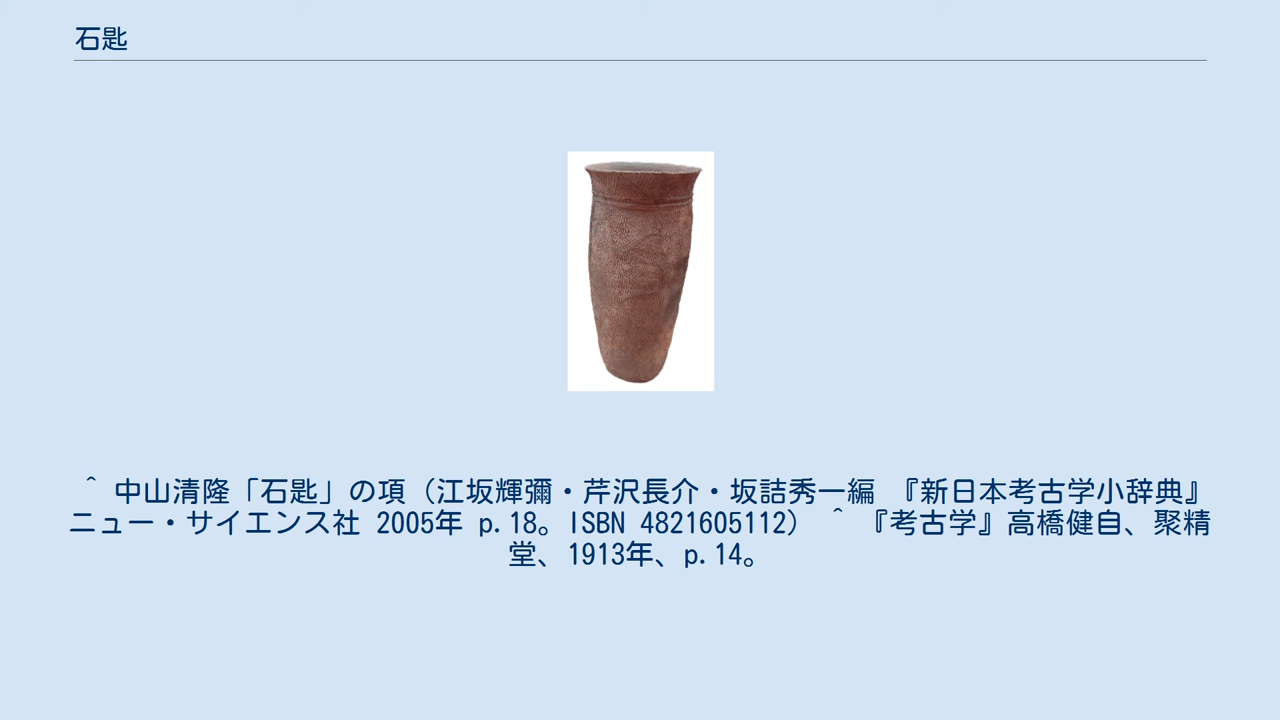 石匙
^ 中山清隆「石匙」の項（江坂輝彌・芹沢長介・坂詰秀一編 『新日本考古学小辞典』
ニュー・サイエンス社 2005年 p.18。ISBN 4821605112） ^ 『考古学』高橋健自、聚精
堂、1913年、p.14。